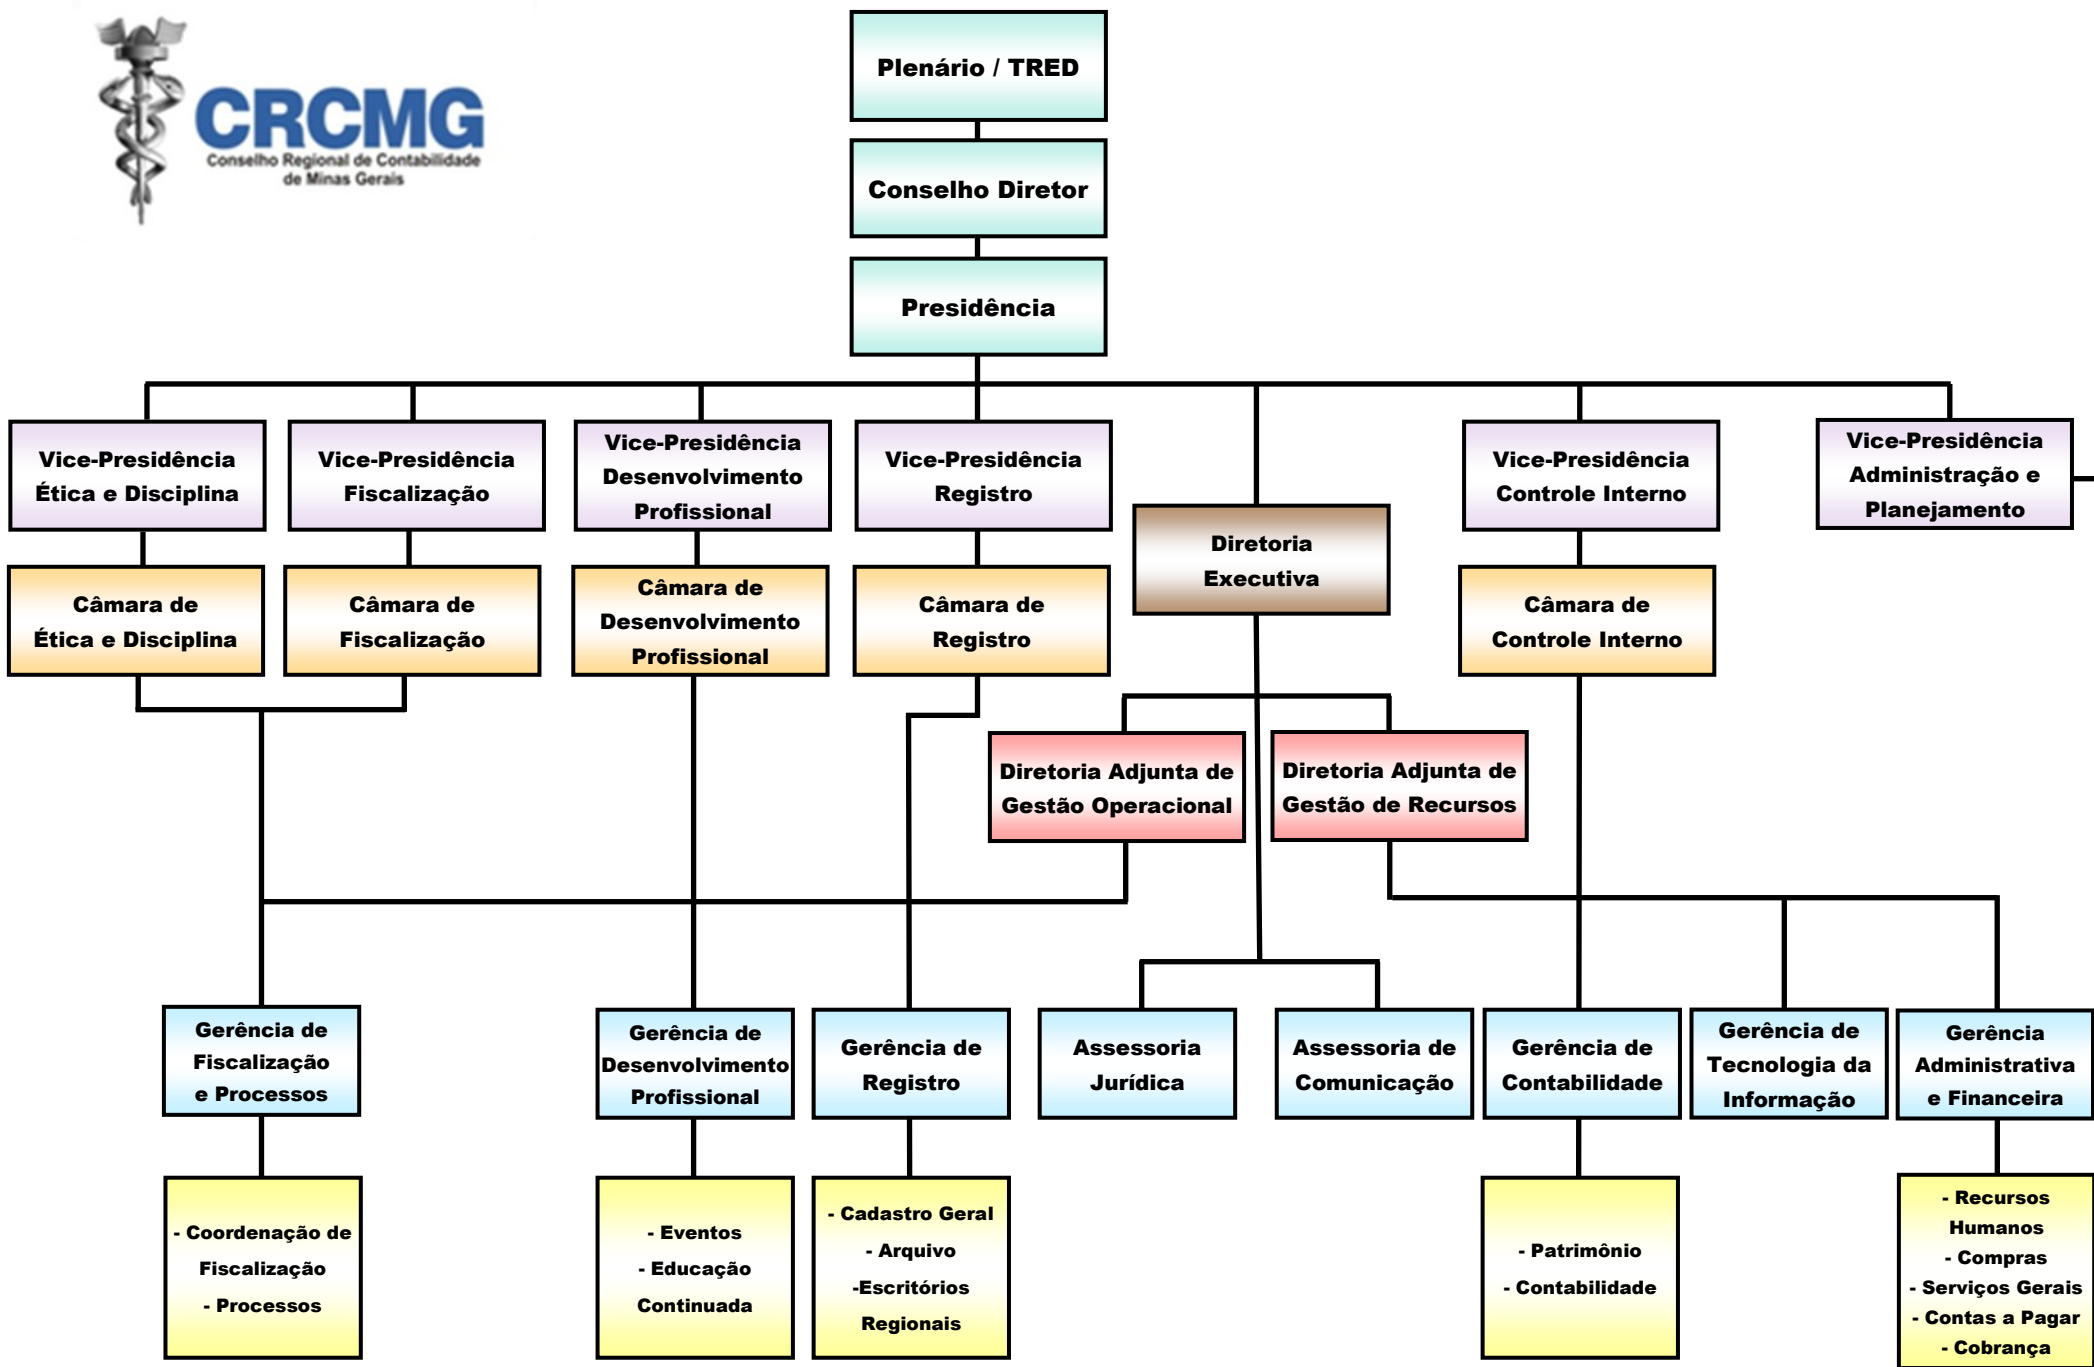 CRCMG
Conselho Regional de Contabilidade
de Minas Gerais
Plenário / TRED
Conselho Diretor
Presidência
Vice-Presidência
Ética e Disciplina
Vice-Presidência
Fiscalização
Vice-Presidência
Desenvolvimento
Profissional
Vice-Presidência
Registro
Vice-Presidência
Controle Interno
Vice-Presidência
Administração e
Planejamento
Diretoria
Executiva
Câmara de
Ética e Disciplina
Câmara de
Fiscalização
Câmara de
Desenvolvimento
Profissional
Câmara de
Registro
Câmara de
Controle Interno
Diretoria Adjunta de
Gestão Operacional
Diretoria Adjunta de
Gestão de Recursos
Gerência de
Fiscalização
e Processos
Gerência de
Desenvolvimento
Profissional
Gerência de
Registro
Assessoria
Jurídica
Assessoria de
Comunicação
Gerência de
Contabilidade
Gerência de
Tecnologia da
Informação
Gerência
Administrativa
e Financeira
- Coordenação de
Fiscalização
- Processos
- Eventos
- Educação
Continuada
- Cadastro Geral
- Arquivo
-Escritórios
Regionais
- Patrimônio
- Contabilidade
- Recursos
Humanos
- Compras
- Serviços Gerais
- Contas a Pagar
- Cobrança